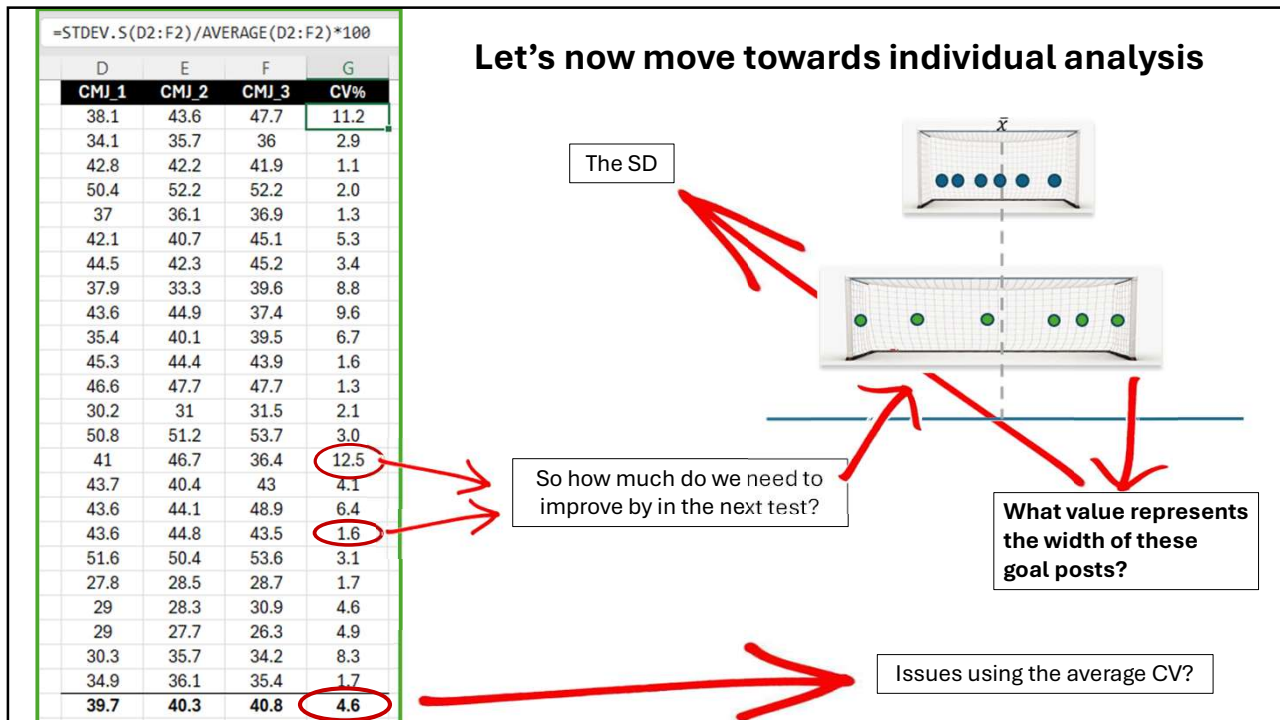 =STDEV.S(D2:F2)/AVERAGE(D2:F2)*100
D E F G
CMJ_1 CMJ_2 CMJ_3 CV%
38.1 43.6 47.7 11.2
34.1 35.7 36 2.9
42.8 42.2 41.9 1.1
50.4 52.2 52.2 2.0
37 36.1 36.9 1.3
42.1 40.7 45.1 5.3
44.5 42.3 45.2 3.4
37.9 33.3 39.6 8.8
43.6 44.9 37.4 9.6
35.4 40.1 39.5 6.7
45.3 44.4 43.9 1.6
46.6 47.7 47.7 1.3
30.2 31 31.5 2.1
50.8 51.2 53.7 3.0
41 46.7 36.4 12.5
43.7 40.4 43 4.1
43.6 44.1 48.9 6.4
43.6 44.8 43.5 1.6
51.6 50.4 53.6 3.1
27.8 28.5 28.7 1.7
29 28.3 30.9 4.6
29 27.7 26.3 4.9
30.3 35.7 34.2 8.3
34.9 36.1 35.4 1.7
39.7 40.3 40.8 4.6
Let’s now move towards individual analysis
x̄
The SD
So how much do we need to
improve by in the next test?
What value represents
the width of these
goal posts?
Issues using the average CV?